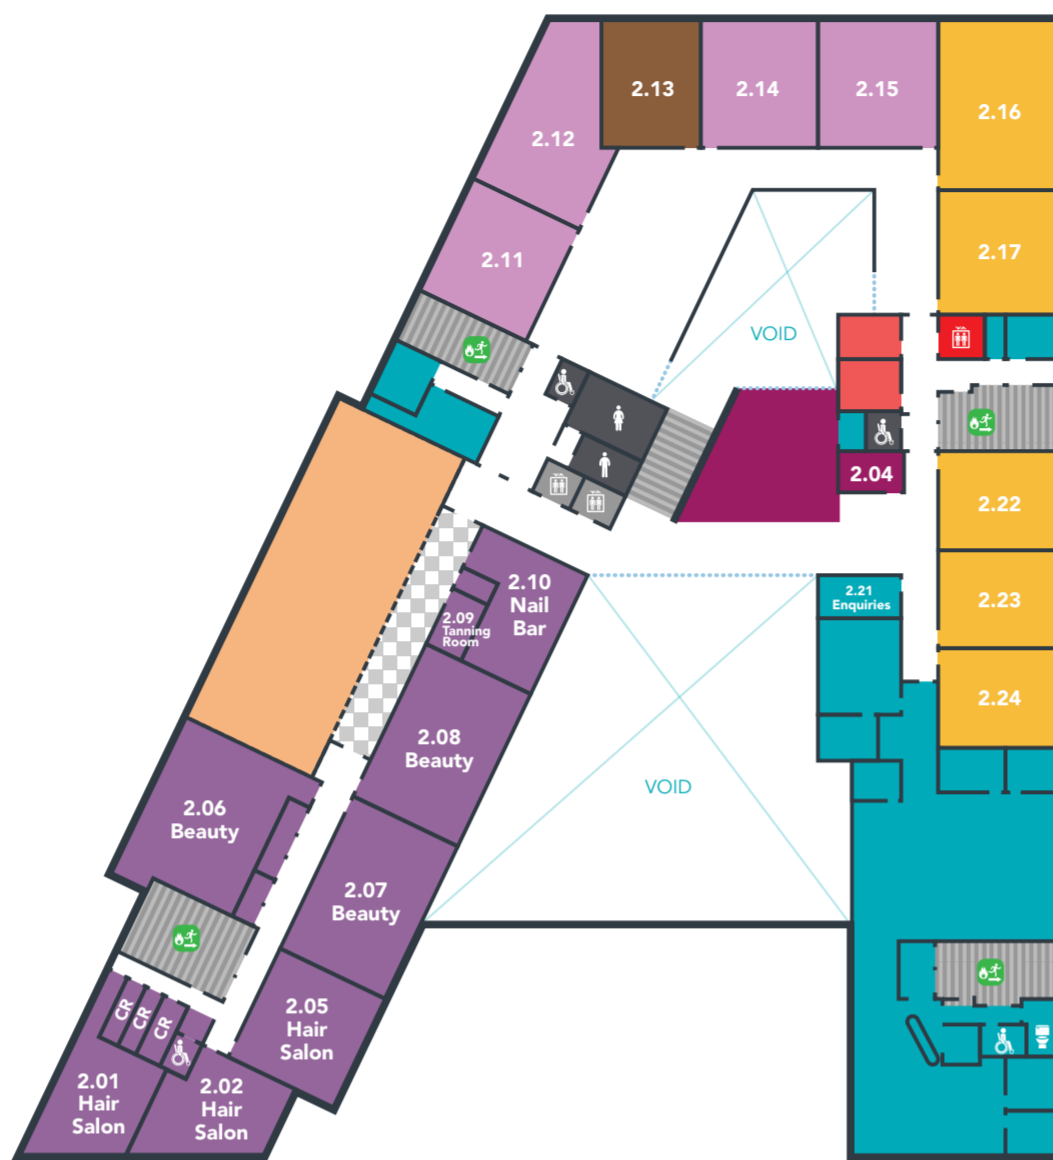 2.13
2.14
2.15
2.16
2.12
2.11
2.17
VOID
2.04
2.22
2.10
Nail
Bar
2.09
Tanning
Room
2.21
Enquiries
2.23
2.24
2.08
Beauty
VOID
2.06
Beauty
2.07
Beauty
2.05
Hair
Salon
CR
CR
CR
2.01
Hair
Salon
2.02
Hair
Salon